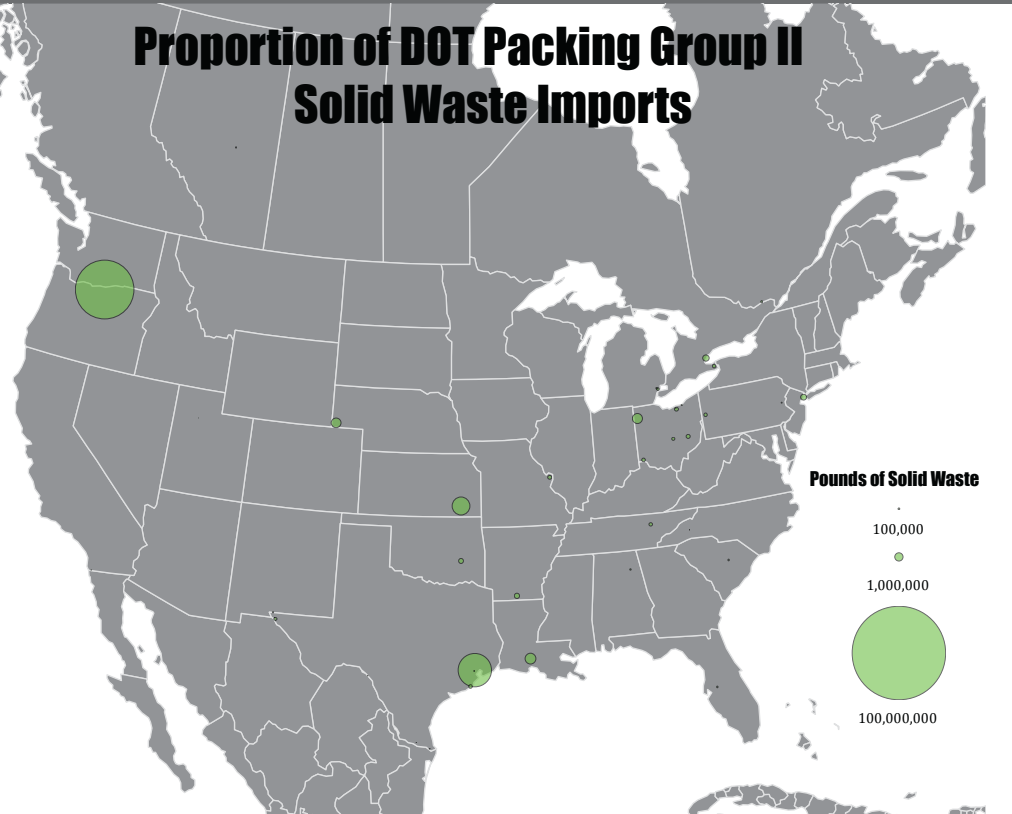 Proportion of DOT Packing Group II
Solid Waste Imports
Pounds of Solid Waste
100,000
1,000,000
100,000,000